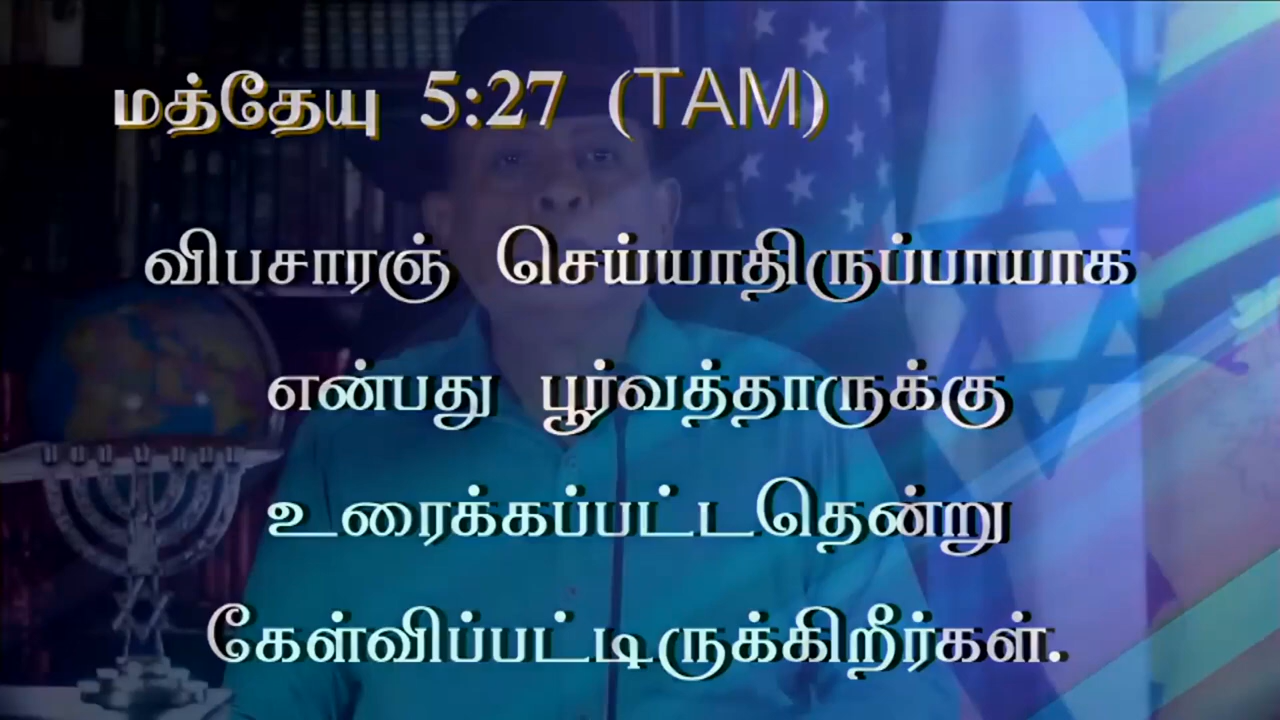 மத்தேயு 5:27 (TAM)
விபசாரஞ் செய்யாதிருப்பாயாக
என்பது பூர்வத்தாருக்கு
உரைக்கப்பட்டதென்று
கேள்விப்பட்டிருக்கிறீர்கள்.